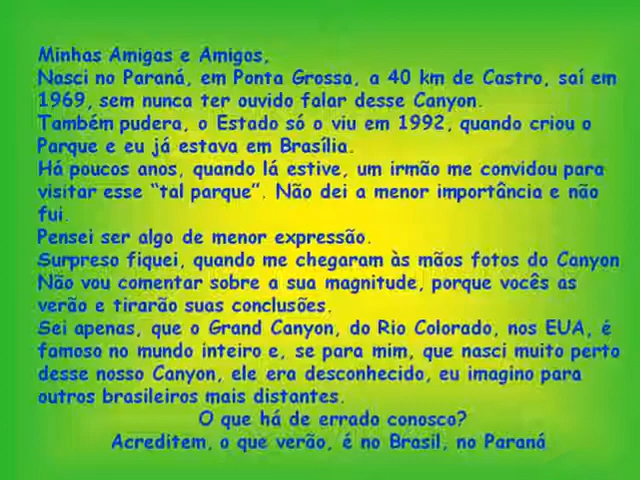 Minhas Amigas e Amigos,
Nasci no Paraná, em Ponta Grossa, a 40 km de Castro, saí em
1969, sem nunca ter ouvido falar desse Canyon.
Também pudera, o Estado só o viu em 1992, quando criou o
Parque e eu já estava em Brasília.
Há poucos anos, quando lá estive, um irmão me convidou para
visitar esse “tal parque”. Não dei a menor importância e não
fui.
Pensei ser algo de menor expressão.
Surpreso fiquei, quando me chegaram às mãos fotos do Canyon
Não vou comentar sobre a sua magnitude, porque vocês as
verão e tirarão suas conclusões.
Sei apenas, que o Grand Canyon, do Rio Colorado, nos EUA, é
famoso no mundo inteiro e, se para mim, que nasci muito perto
desse nosso Canyon, ele era desconhecido, eu imagino para
outros brasileiros mais distantes.
O que há de errado conosco?
Acreditem, o que verão, é no Brasil, no Paraná